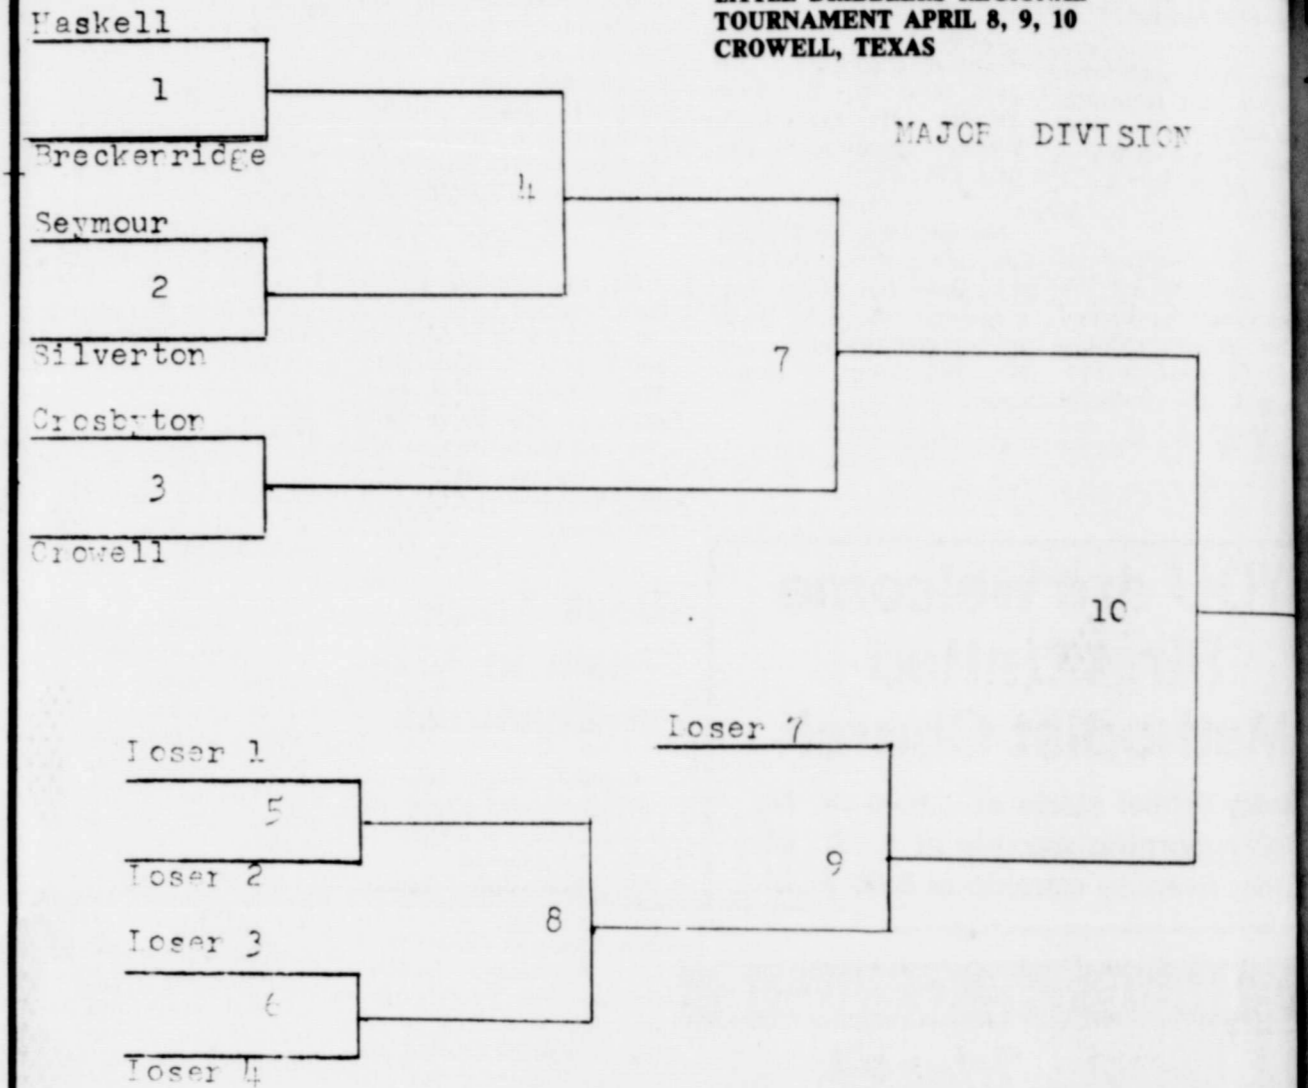 TOURNAMENT APRIL 8, 9, 10
CROWELL, TEXAS
MAJOR DIVISION
Haskell
1
Breckenridge
4
Seymour
2
Silverton
7
Crosbyton
3
Crowell
10
Loser 7
Loser 1
5
Loser 2
9
8
Loser 3
6
Loser 4